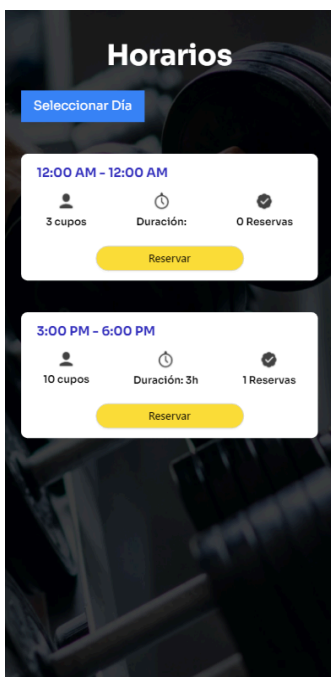 Horarios
Seleccionar Día
12:00 AM - 12:00 AM
3 cupos Duración: 0 Reservas
Reservar
3:00 PM - 6:00 PM
10 cupos Duración: 3h 1 Reservas
Reservar